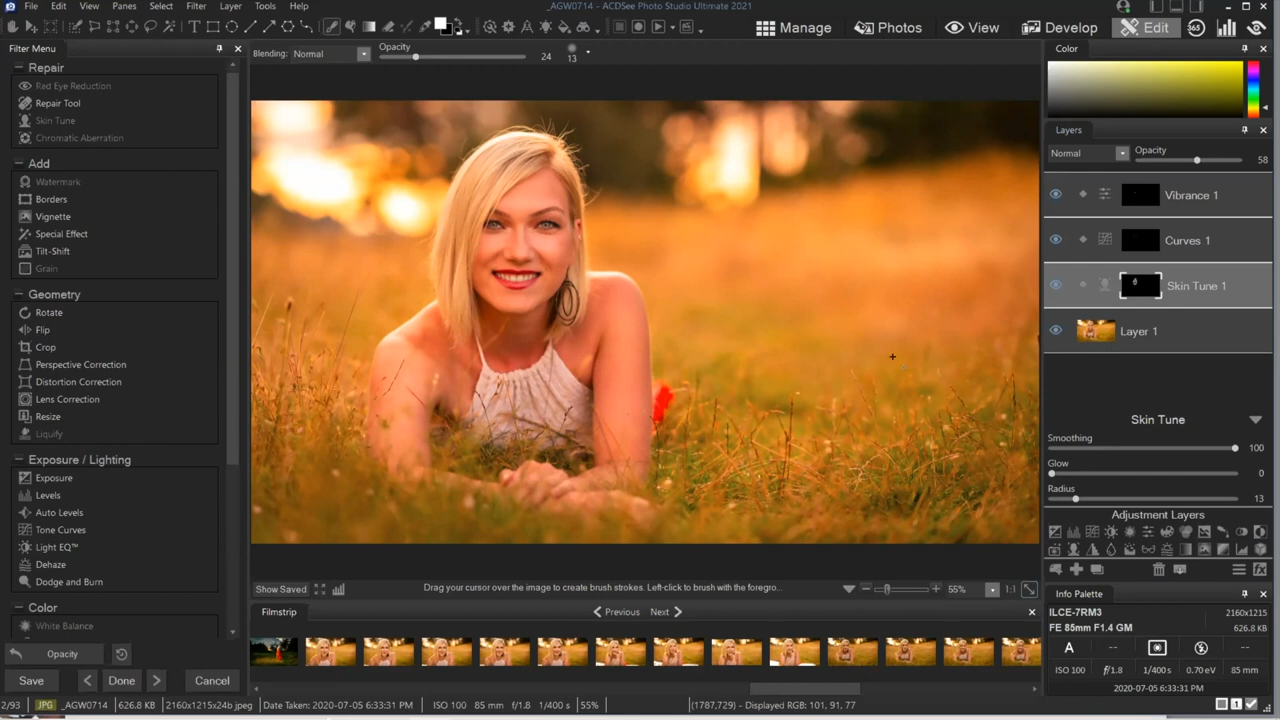 File Edit View Panes Select Filter Layer Tools Help
_AGW0714 - ACDSee Photo Studio Ultimate 2021
Manage Photos View Develop Edit 365
Filter Menu
Blending: Normal Opacity 24 13
Repair
Red Eye Reduction
Repair Tool
Skin Tune
Chromatic Aberration
Add
Watermark
Borders
Vignette
Special Effect
Tilt-Shift
Grain
Geometry
Rotate
Flip
Crop
Perspective Correction
Distortion Correction
Lens Correction
Resize
Liquify
Exposure / Lighting
Exposure
Levels
Auto Levels
Tone Curves
Light EQ™
Dehaze
Dodge and Burn
Color
White Balance
Opacity
Save Done Cancel
Color
Layers
Normal Opacity 58
Vibrance 1
Curves 1
Skin Tune 1
Layer 1
Skin Tune
Smoothing 100
Glow 0
Radius 13
Adjustment Layers
Info Palette
ILCE-7RM3 2160x1215
FE 85mm F1.4 GM 626.8 KB
A -- --
ISO 100 f/1.8 1/400 s 0.70 eV 85 mm
2020-07-05 6:33:31 PM
Show Saved Drag your cursor over the image to create brush strokes. Left-click to brush with the foregro... 55% 1:1
Filmstrip Previous Next
2/93 JPG _AGW0714 626.8 KB 2160x1215x24b jpeg Date Taken: 2020-07-05 6:33:31 PM ISO 100 85 mm f/1.8 1/400 s 55% (1787,729) Displayed RGB: 101, 91, 77